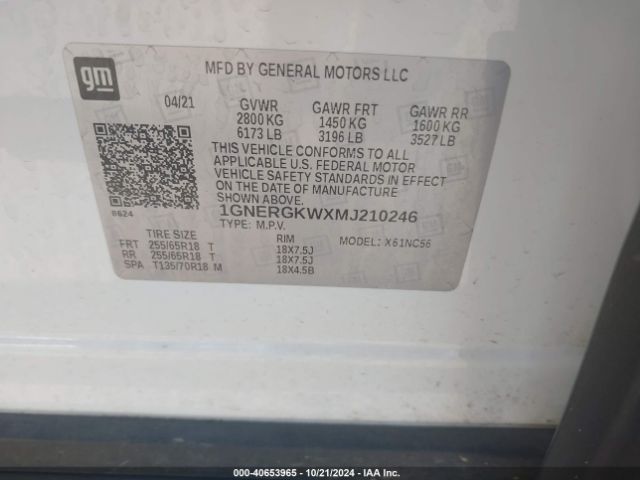 gm
MFD BY GENERAL MOTORS LLC
04/21 GVWR GAWR FRT GAWR RR
2800 KG 1450 KG 1600 KG
6173 LB 3196 LB 3527 LB
THIS VEHICLE CONFORMS TO ALL
APPLICABLE U.S. FEDERAL MOTOR
VEHICLE SAFETY STANDARDS IN EFFECT
ON THE DATE OF MANUFACTURE
SHOWN ABOVE.
8624 1GNERGKWXMJ210246
TYPE: M.P.V.
TIRE SIZE RIM MODEL: X61NC56
FRT 255/65R18 T 18X7.5J
RR 255/65R18 T 18X7.5J
SPA T135/70R18 M 18X4.5B
000-40653965 - 10/21/2024 - IAA Inc.